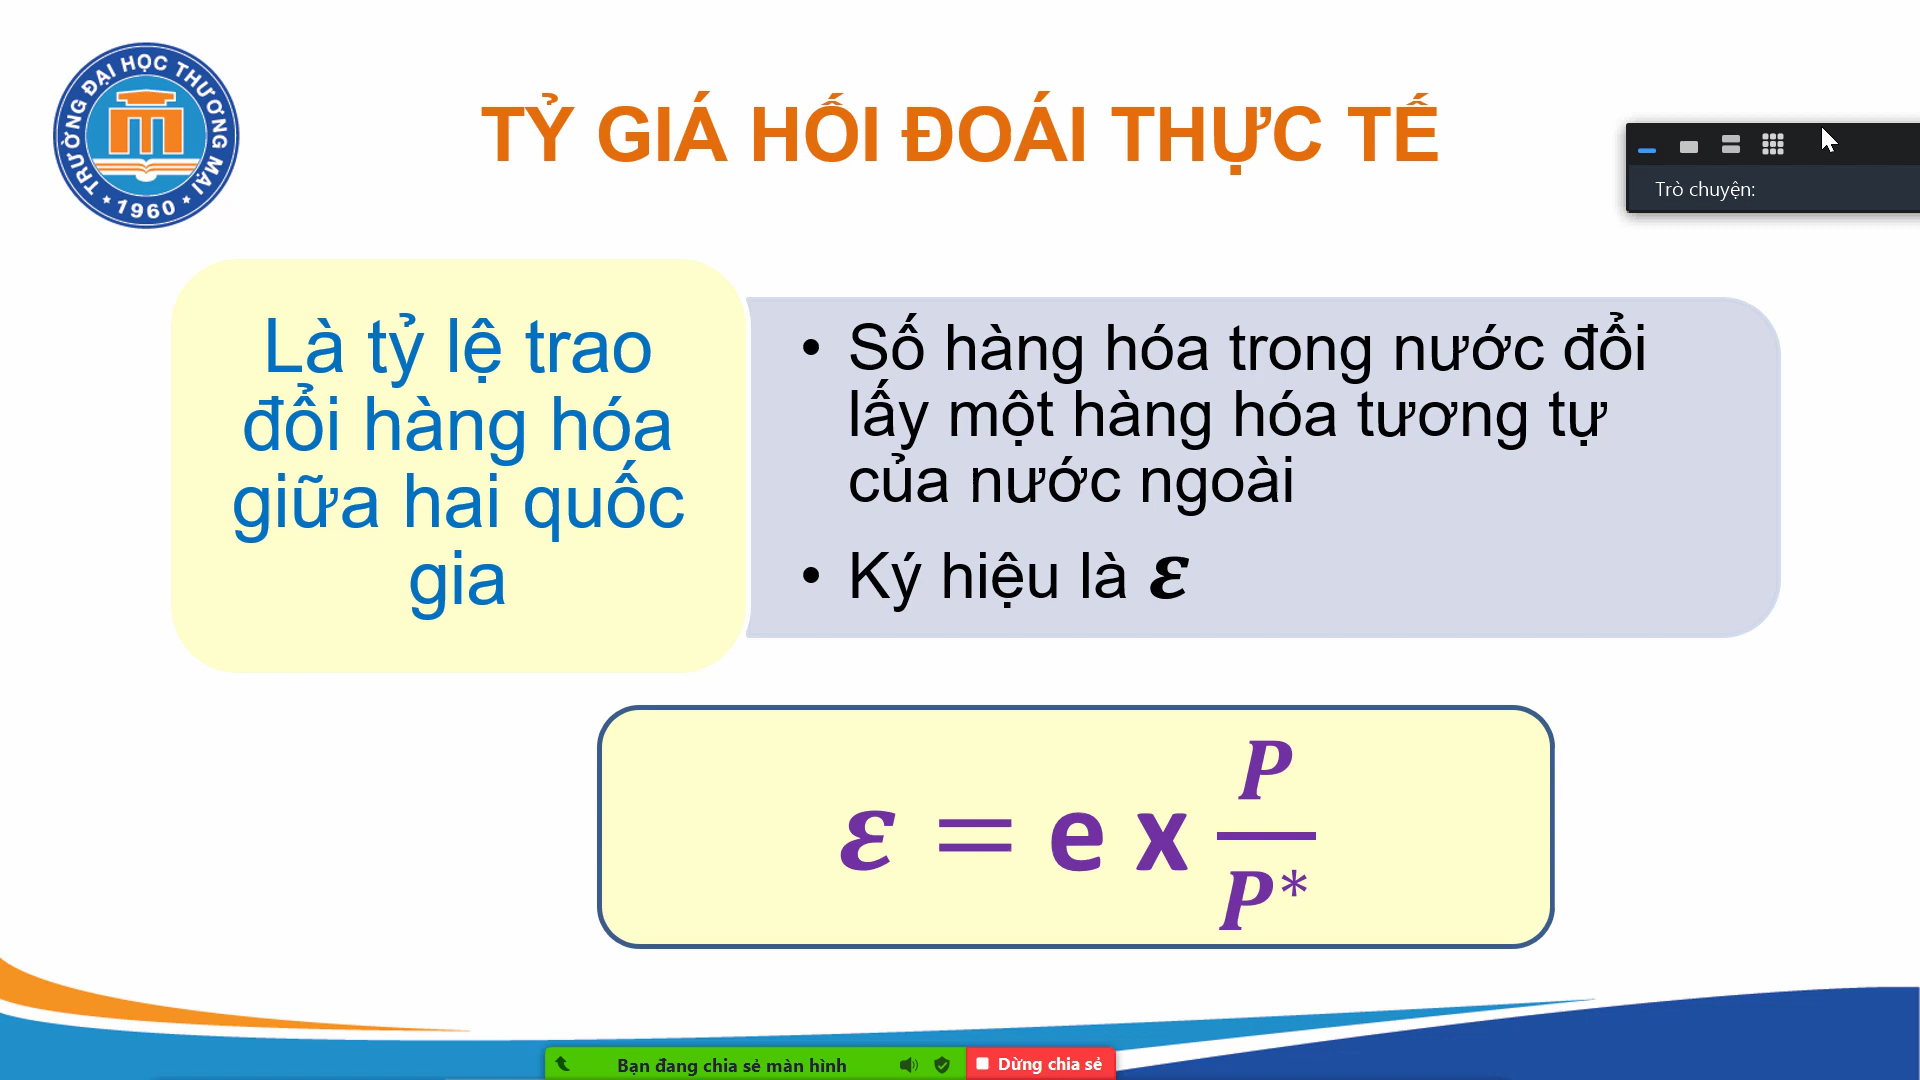 TRƯỜNG ĐẠI HỌC THƯƠNG MẠI
1960
TỶ GIÁ HỐI ĐOÁI THỰC TẾ
Trò chuyện:
Là tỷ lệ trao
đổi hàng hóa
giữa hai quốc
gia
• Số hàng hóa trong nước đổi
lấy một hàng hóa tương tự
của nước ngoài
• Ký hiệu là ε
ε = e x P/P*
Bạn đang chia sẻ màn hình
Dừng chia sẻ